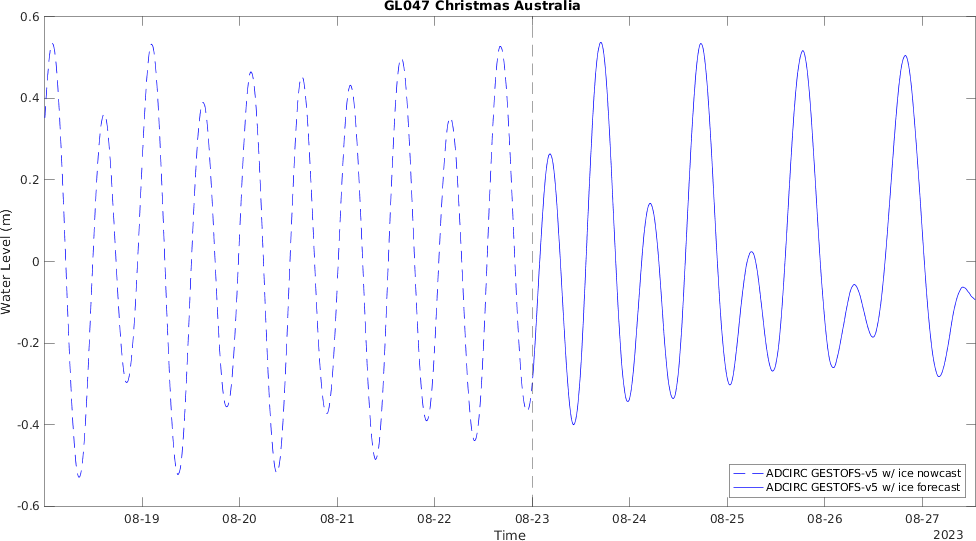 GL047 Christmas Australia
0.6
0.4
0.2
0
-0.2
-0.4
-0.6
Water Level (m)
ADCIRC GESTOFS-v5 w/ ice nowcast
ADCIRC GESTOFS-v5 w/ ice forecast
08-19 08-20 08-21 08-22 08-23 08-24 08-25 08-26 08-27
Time
2023